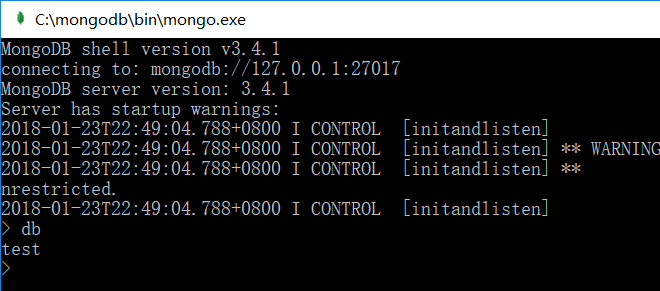 C:\mongodb\bin\mongo.exe
MongoDB shell version v3.4.1
connecting to: mongodb://127.0.0.1:27017
MongoDB server version: 3.4.1
Server has startup warnings:
2018-01-23T22:49:04.788+0800 I CONTROL  [initandlisten]
2018-01-23T22:49:04.788+0800 I CONTROL  [initandlisten] ** WARNING
2018-01-23T22:49:04.788+0800 I CONTROL  [initandlisten] **
nrestricted.
2018-01-23T22:49:04.788+0800 I CONTROL  [initandlisten]
> db
test
>